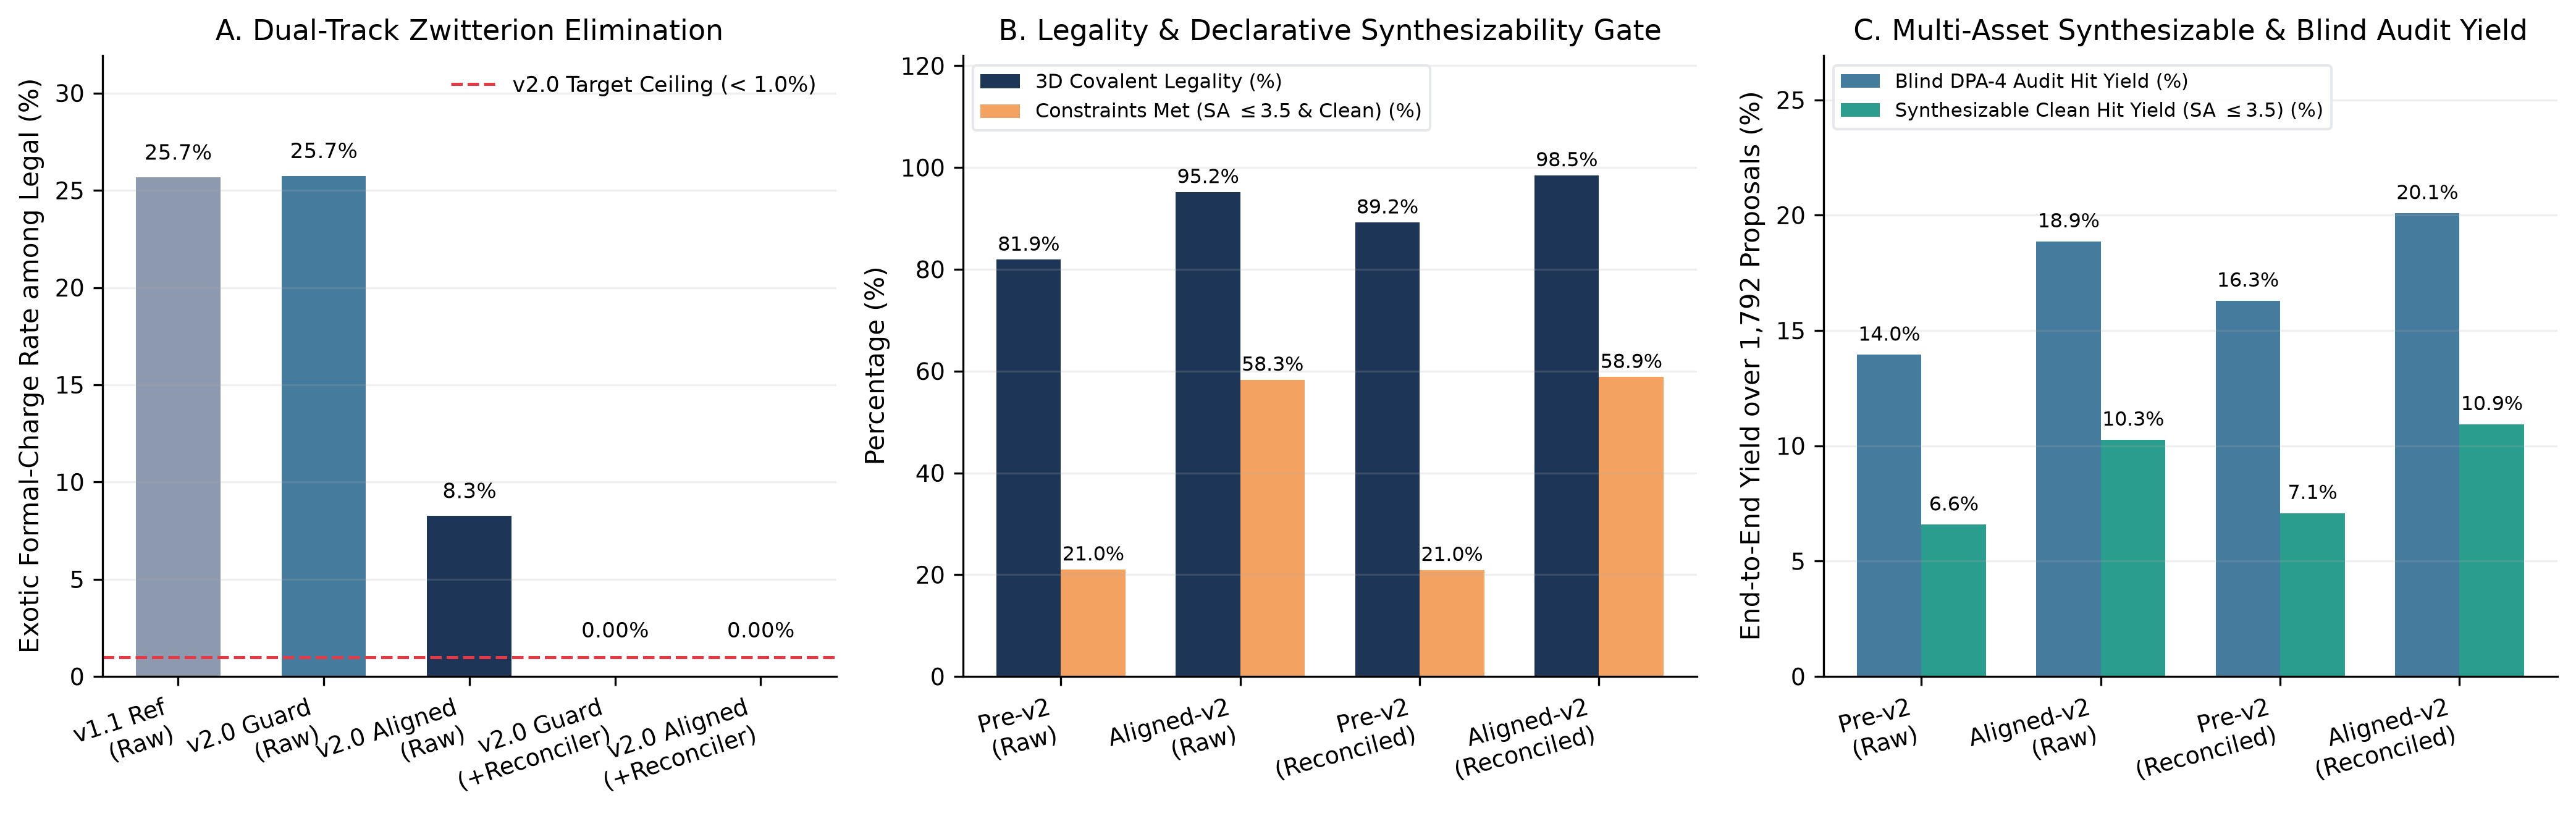 A. Dual-Track Zwitterion Elimination
Exotic Formal-Charge Rate among Legal (%)
30
25
20
15
10
5
0
v2.0 Target Ceiling (< 1.0%)
25.7%
25.7%
8.3%
0.00%
0.00%
v1.1 Ref
(Raw)
v2.0 Guard
(Raw)
v2.0 Aligned
(Raw)
v2.0 Guard
(+Reconciler)
v2.0 Aligned
(+Reconciler)
B. Legality & Declarative Synthesizability Gate
Percentage (%)
120
100
80
60
40
20
0
3D Covalent Legality (%)
Constraints Met (SA ≤3.5 & Clean) (%)
81.9%
21.0%
95.2%
58.3%
89.2%
21.0%
98.5%
58.9%
Pre-v2
(Raw)
Aligned-v2
(Raw)
Pre-v2
(Reconciled)
Aligned-v2
(Reconciled)
C. Multi-Asset Synthesizable & Blind Audit Yield
End-to-End Yield over 1,792 Proposals (%)
25
20
15
10
5
0
Blind DPA-4 Audit Hit Yield (%)
Synthesizable Clean Hit Yield (SA ≤3.5) (%)
14.0%
6.6%
18.9%
10.3%
16.3%
7.1%
20.1%
10.9%
Pre-v2
(Raw)
Aligned-v2
(Raw)
Pre-v2
(Reconciled)
Aligned-v2
(Reconciled)